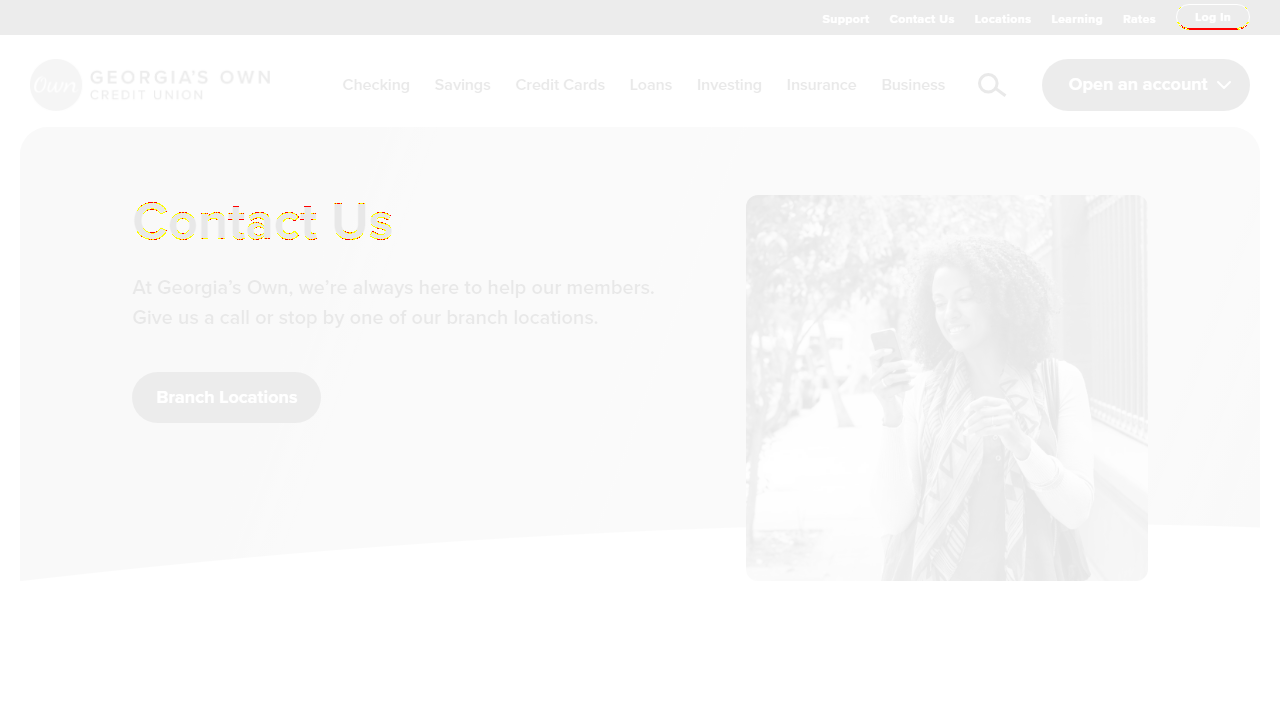 Support Contact Us Locations Learning Rates Log In
Own GEORGIA'S OWN
CREDIT UNION
Checking Savings Credit Cards Loans Investing Insurance Business Open an account
Contact Us
At Georgia's Own, we're always here to help our members.
Give us a call or stop by one of our branch locations.
Branch Locations